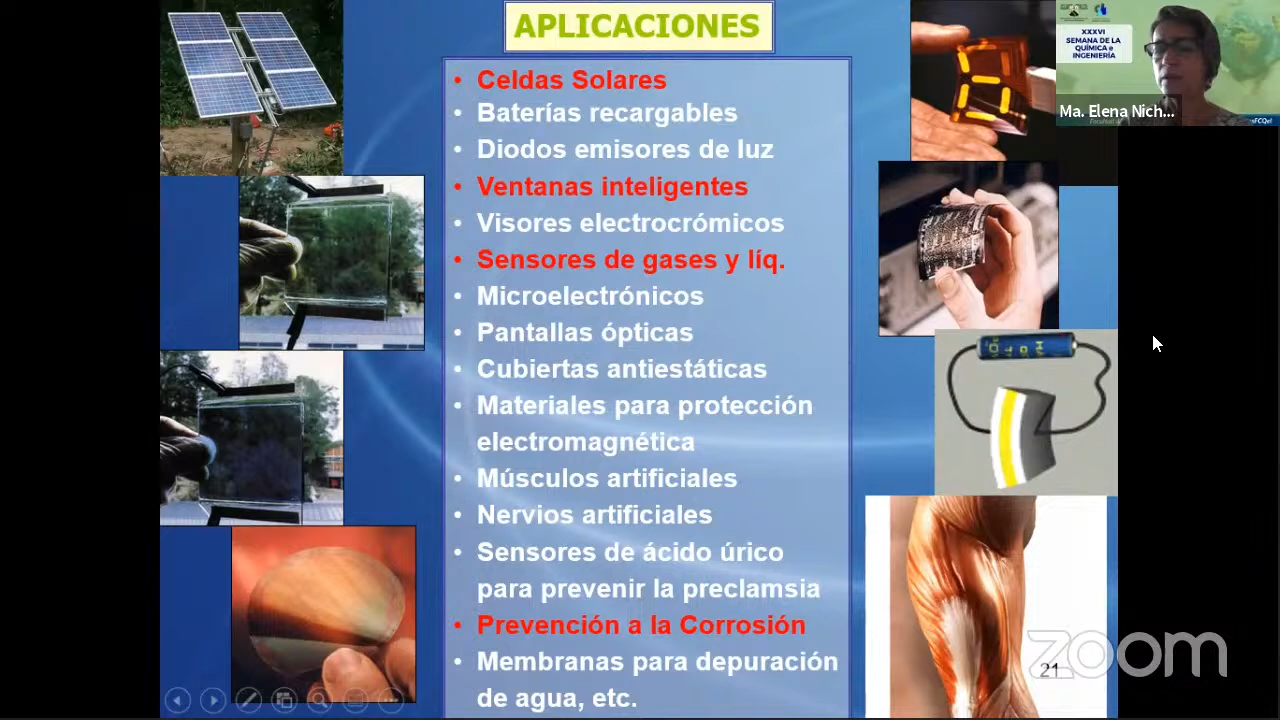 APLICACIONES
• Celdas Solares
• Baterías recargables
• Diodos emisores de luz
• Ventanas inteligentes
• Visores electrocrómicos
• Sensores de gases y líq.
• Microelectrónicos
• Pantallas ópticas
• Cubiertas antiestáticas
• Materiales para protección
electromagnética
• Músculos artificiales
• Nervios artificiales
• Sensores de ácido úrico
para prevenir la preclamsia
• Prevención a la Corrosión
• Membranas para depuración
de agua, etc.
XXXVI
SEMANA DE LA
QUÍMICA e
INGENIERÍA
Ma. Elena Nich...
21
zoom